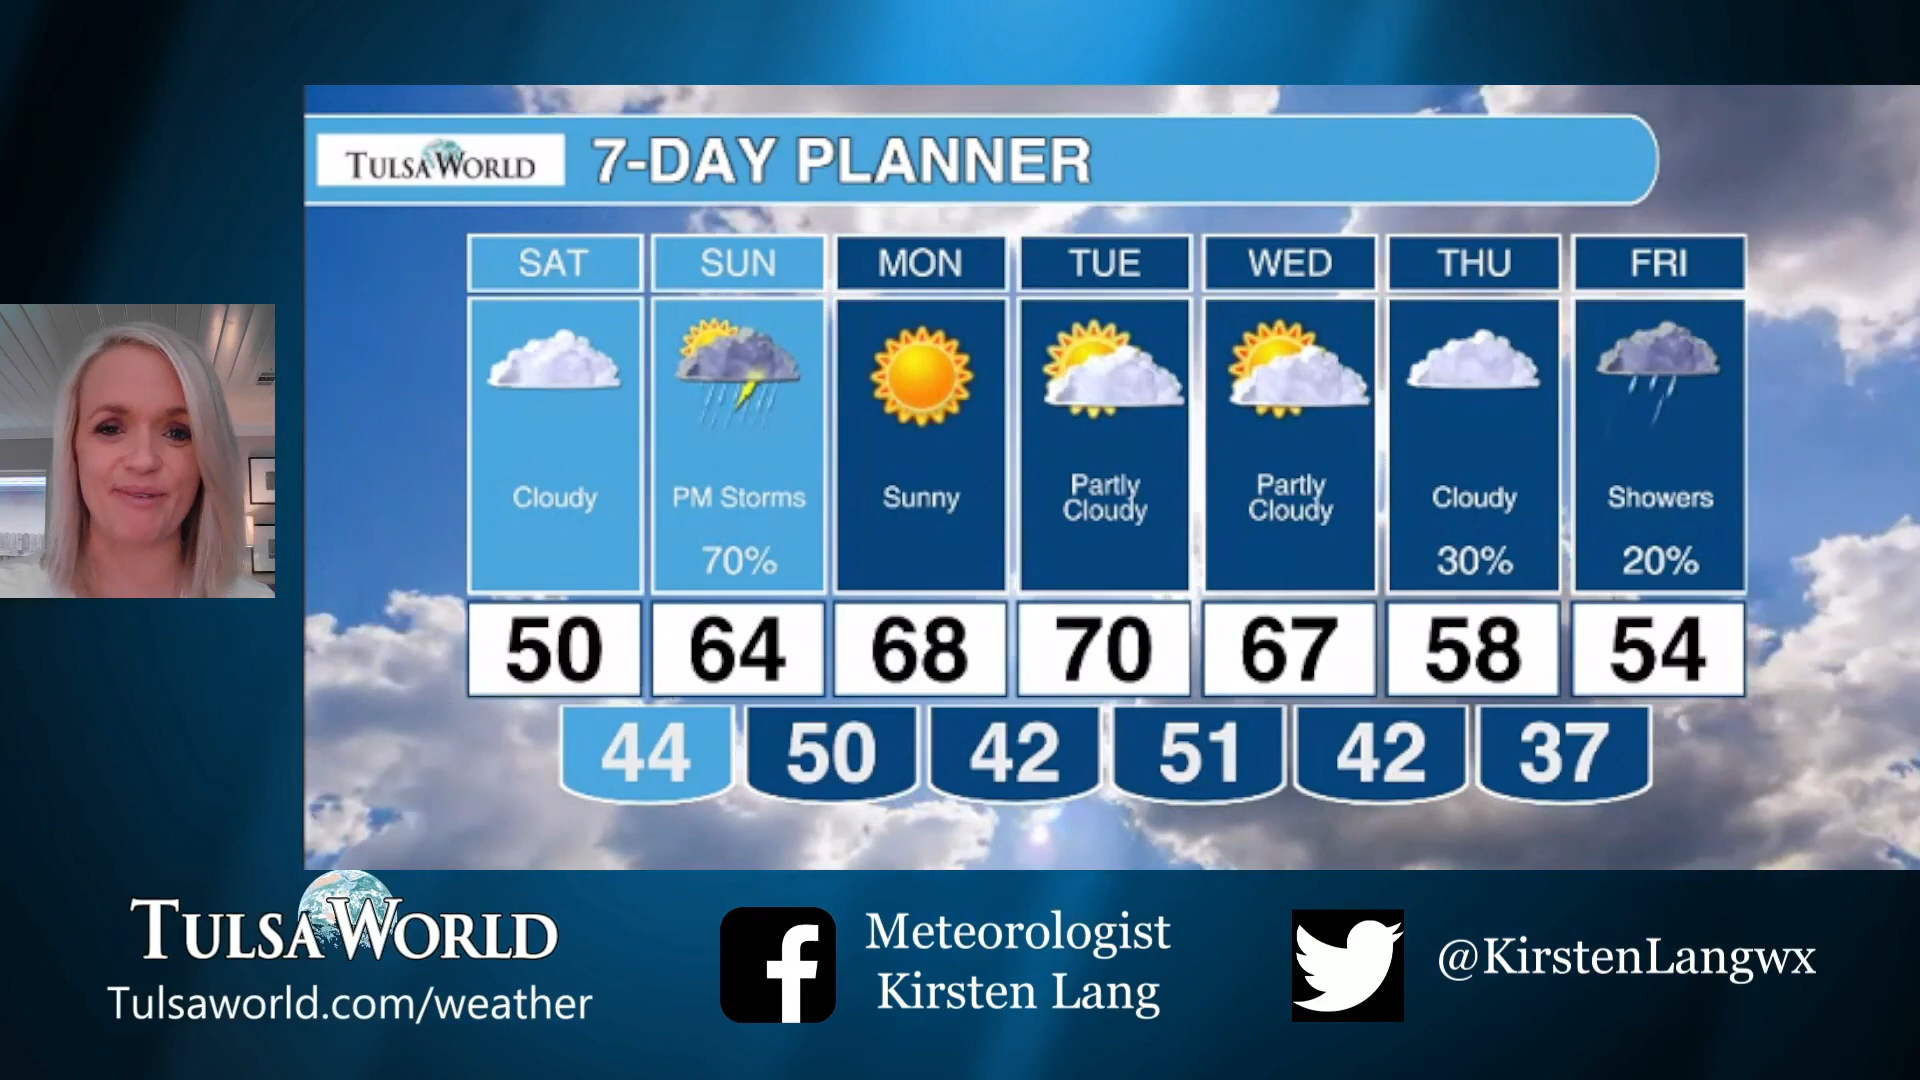 TULSA WORLD
7-DAY PLANNER
SAT SUN MON TUE WED THU FRI
Cloudy PM Storms Sunny Partly Cloudy Partly Cloudy Cloudy Showers
70% 30% 20%
50 64 68 70 67 58 54
44 50 42 51 42 37
TULSA WORLD
Tulsaworld.com/weather
Meteorologist
Kirsten Lang
@KirstenLangwx